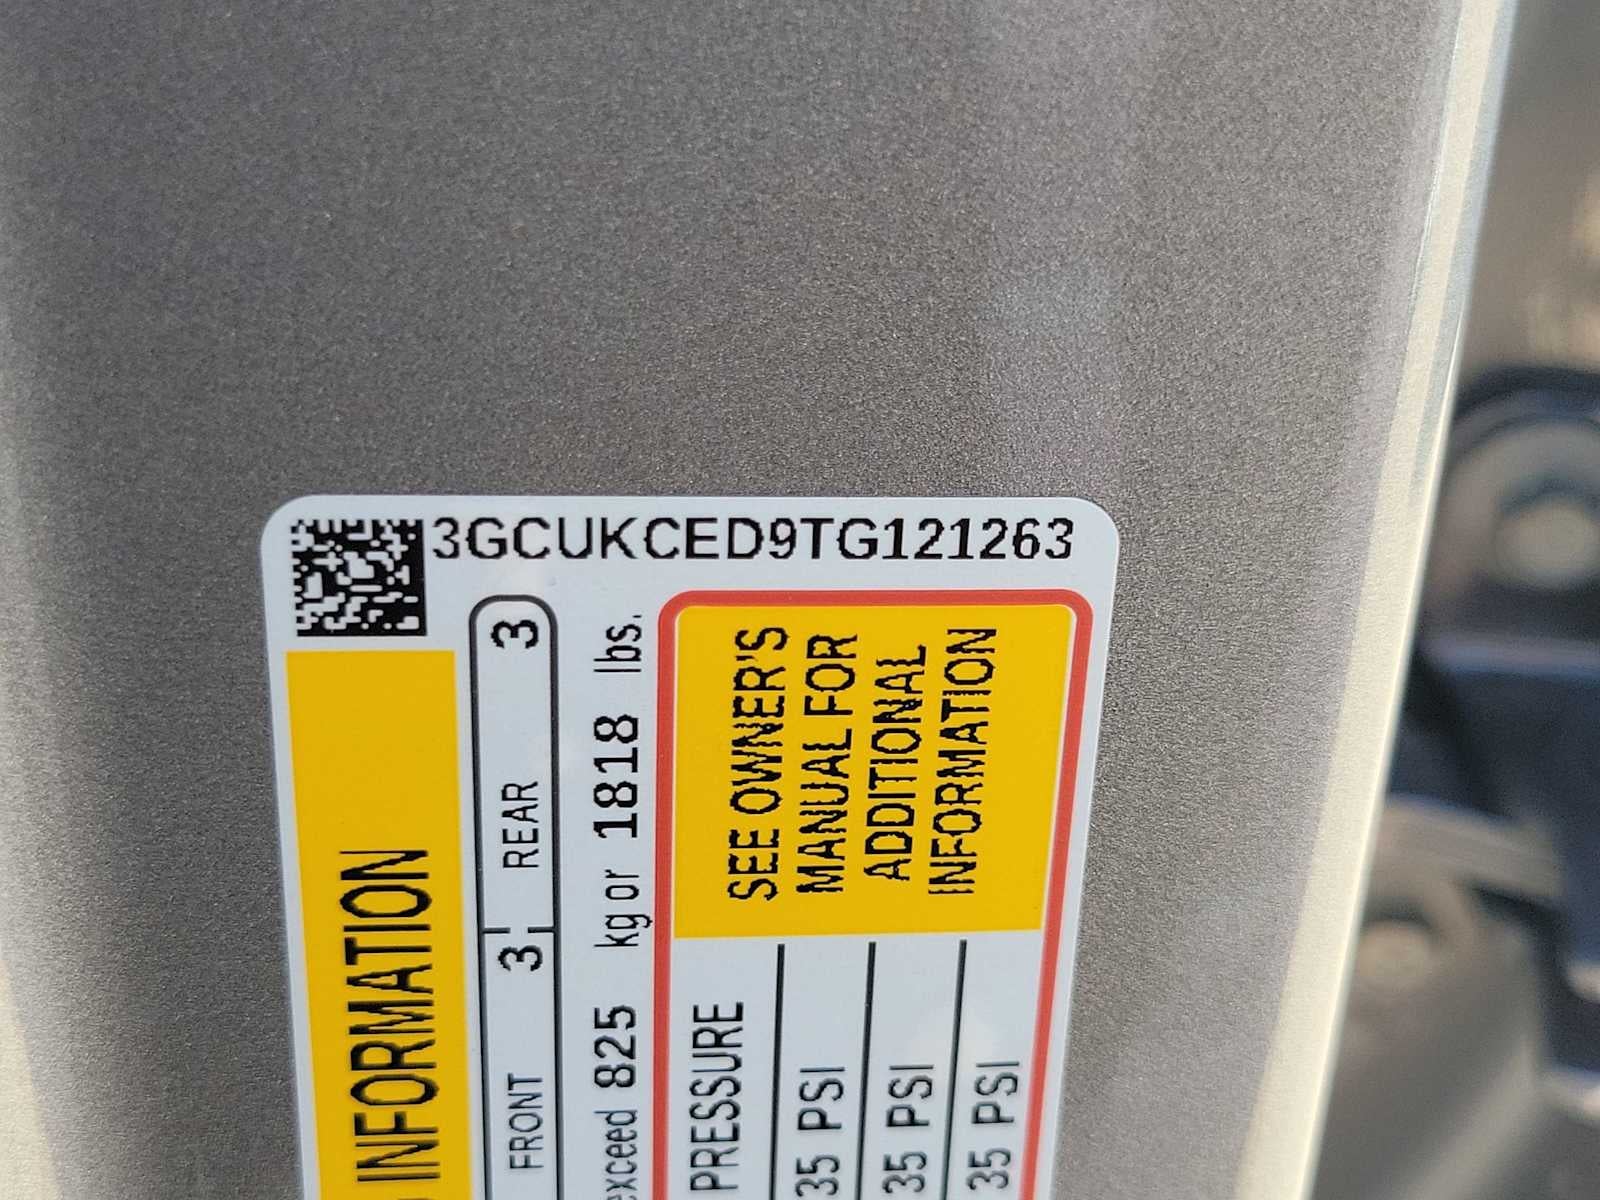 3GCUKCED9TG121263
INFORMATION
FRONT 3 REAR 3
exceed 825 kg or 1818 lbs.
PRESSURE
35 PSI
35 PSI
35 PSI
SEE OWNER'S
MANUAL FOR
ADDITIONAL
INFORMATION